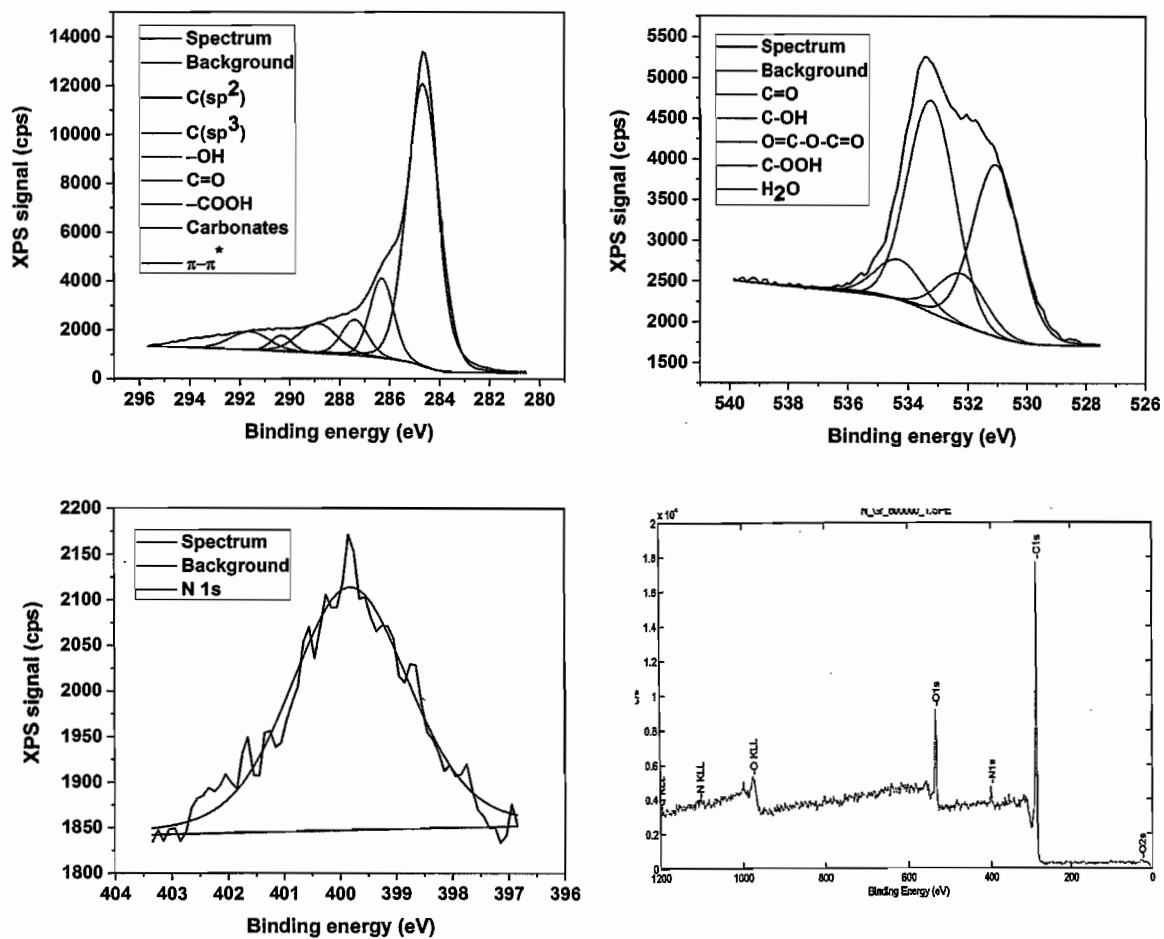 14000
12000
10000
8000
6000
4000
2000
0
XPS signal (cps)
Spectrum
Background
C(sp2)
C(sp3)
–OH
C=O
–COOH
Carbonates
π–π*
296 294 292 290 288 286 284 282 280
Binding energy (eV)
5500
5000
4500
4000
3500
3000
2500
2000
1500
XPS signal (cps)
Spectrum
Background
C=O
C-OH
O=C-O-C=O
C-OOH
H2O
540 538 536 534 532 530 528 526
Binding energy (eV)
2200
2150
2100
2050
2000
1950
1900
1850
1800
XPS signal (cps)
Spectrum
Background
N 1s
404 403 402 401 400 399 398 397 396
Binding energy (eV)
x 10
2
1.8
1.6
1.4
1.2
1
0.8
0.6
0.4
0.2
0
-N KLL
-O KLL
-O1s
-N1s
-C1s
-O2s
1200 1000 800 600 400 200 0
Binding Energy (eV)